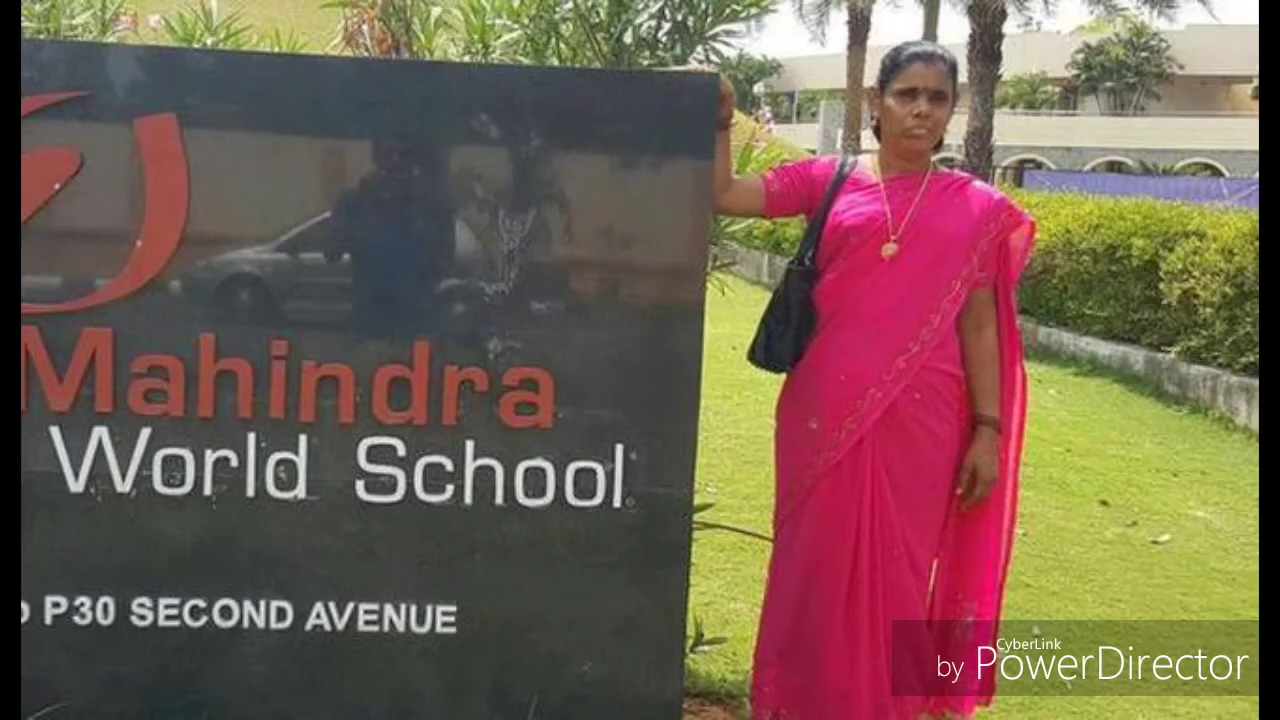 Mahindra
World School
P30 SECOND AVENUE
CyberLink
by PowerDirector